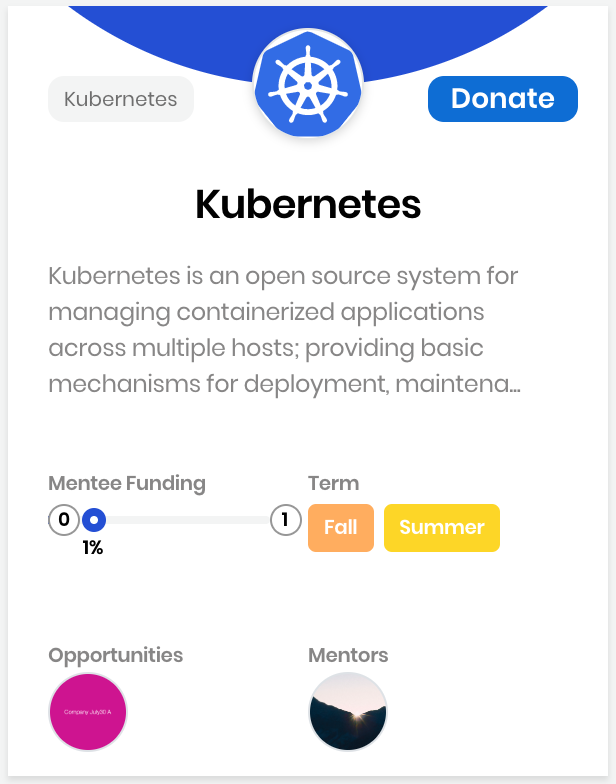 Kubernetes
Donate
Kubernetes
Kubernetes is an open source system for
managing containerized applications
across multiple hosts; providing basic
mechanisms for deployment, maintena...
Mentee Funding
Term
0
1
Fall
Summer
1%
Opportunities
Mentors
Company July30 A